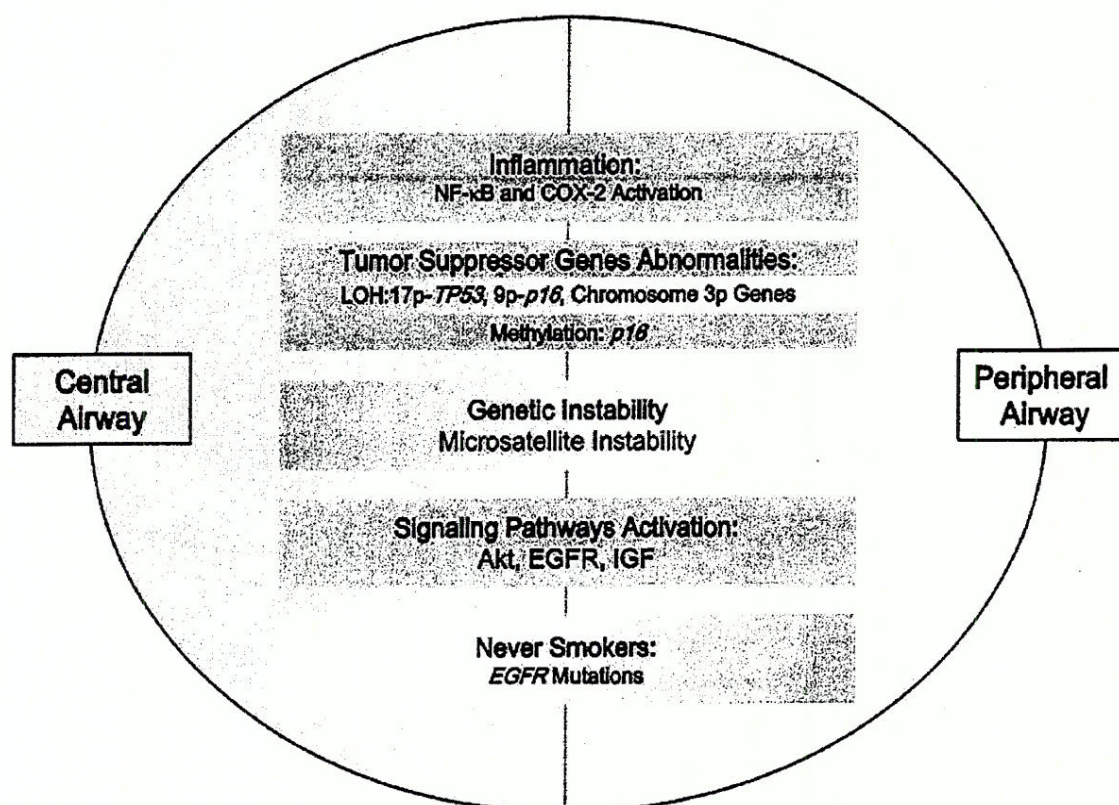 Inflammation:
NF-κB and COX-2 Activation
Tumor Suppressor Genes Abnormalities:
LOH:17p-TP53, 9p-p16, Chromosome 3p Genes
Methylation: p16
Central
Airway
Peripheral
Airway
Genetic Instability
Microsatellite Instability
Signaling Pathways Activation:
Akt, EGFR, IGF
Never Smokers:
EGFR Mutations